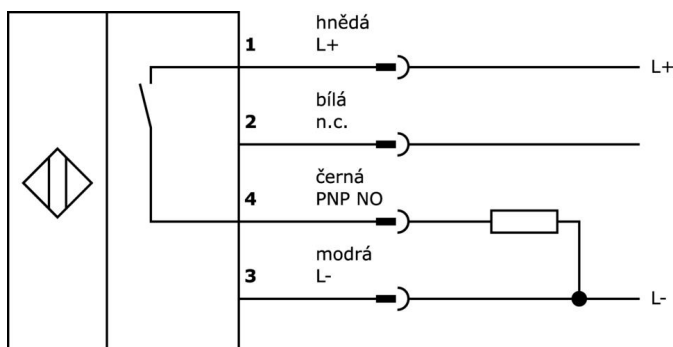 hnědá
1 L+ L+
bílá
2 n.c.
černá
4 PNP NO
modrá
3 L- L-